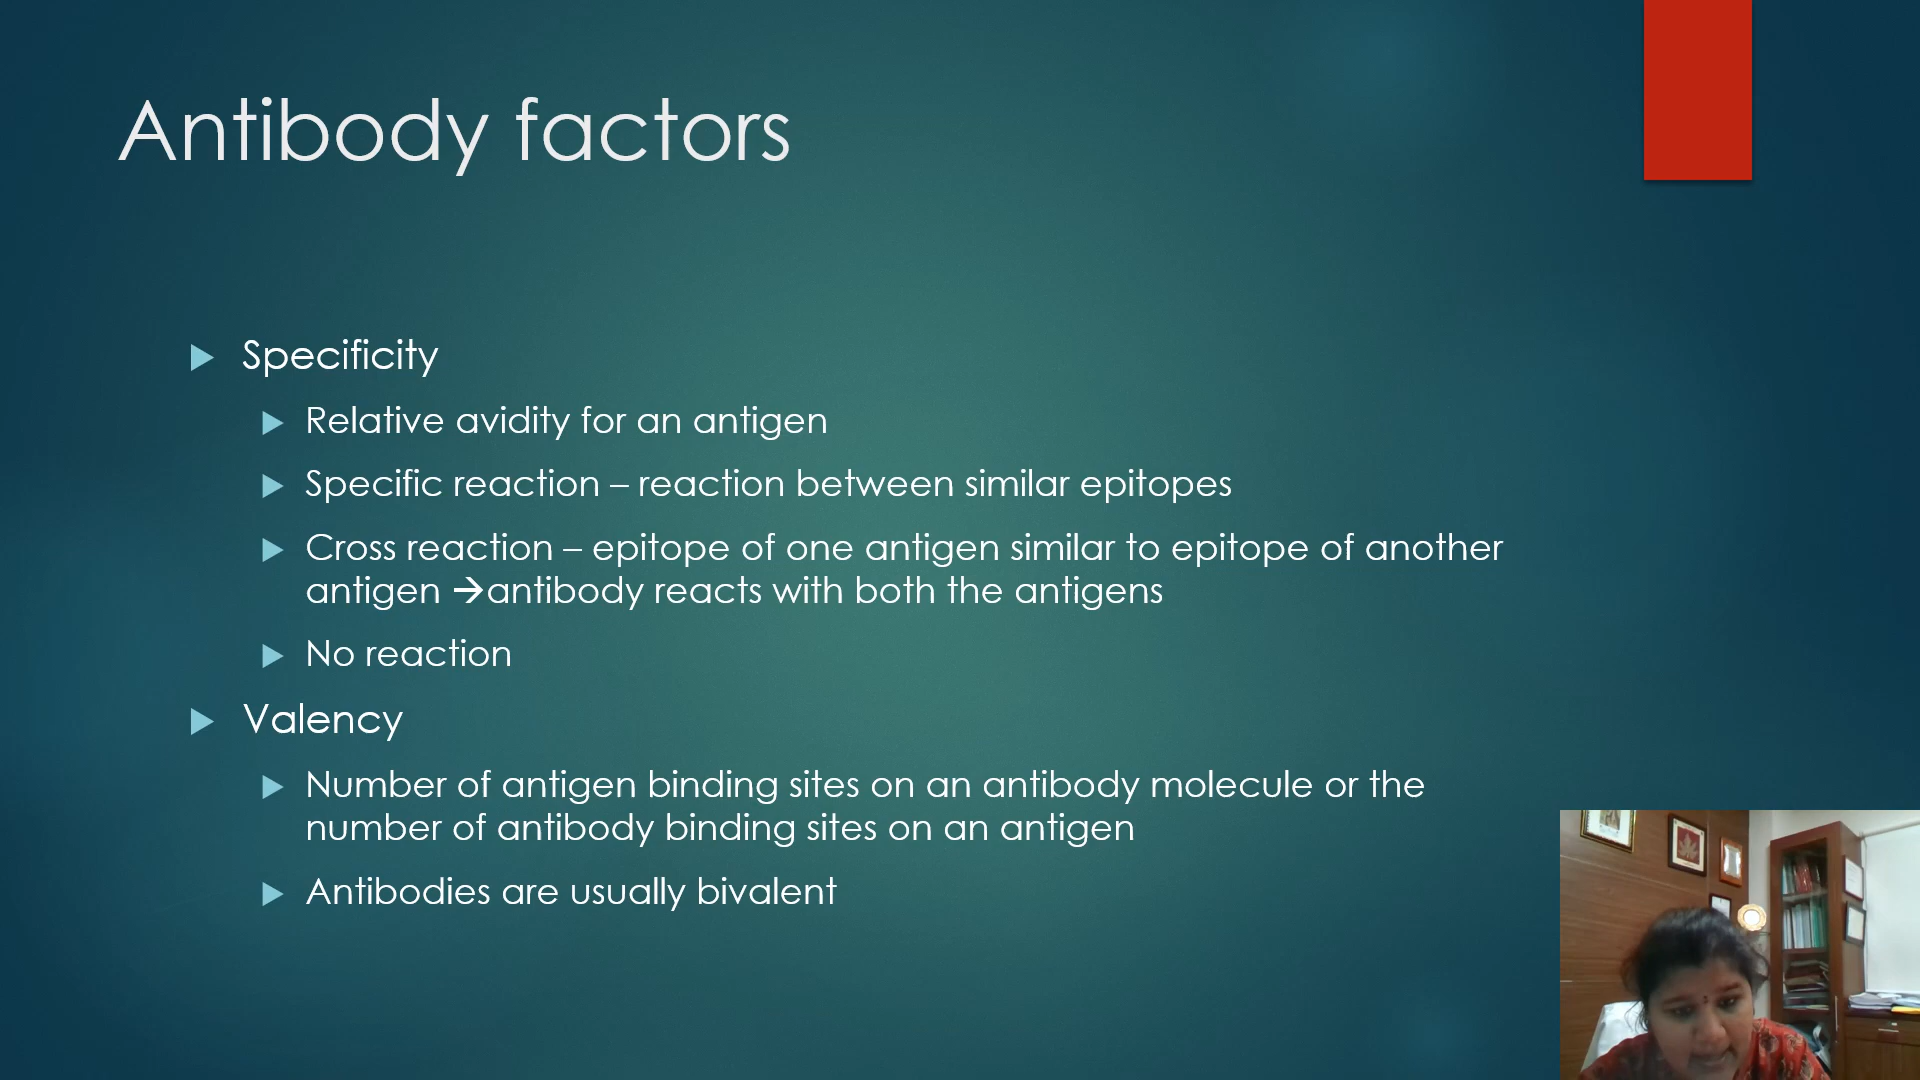 Antibody factors
Specificity
Relative avidity for an antigen
Specific reaction – reaction between similar epitopes
Cross reaction – epitope of one antigen similar to epitope of another
antigen →antibody reacts with both the antigens
No reaction
Valency
Number of antigen binding sites on an antibody molecule or the
number of antibody binding sites on an antigen
Antibodies are usually bivalent